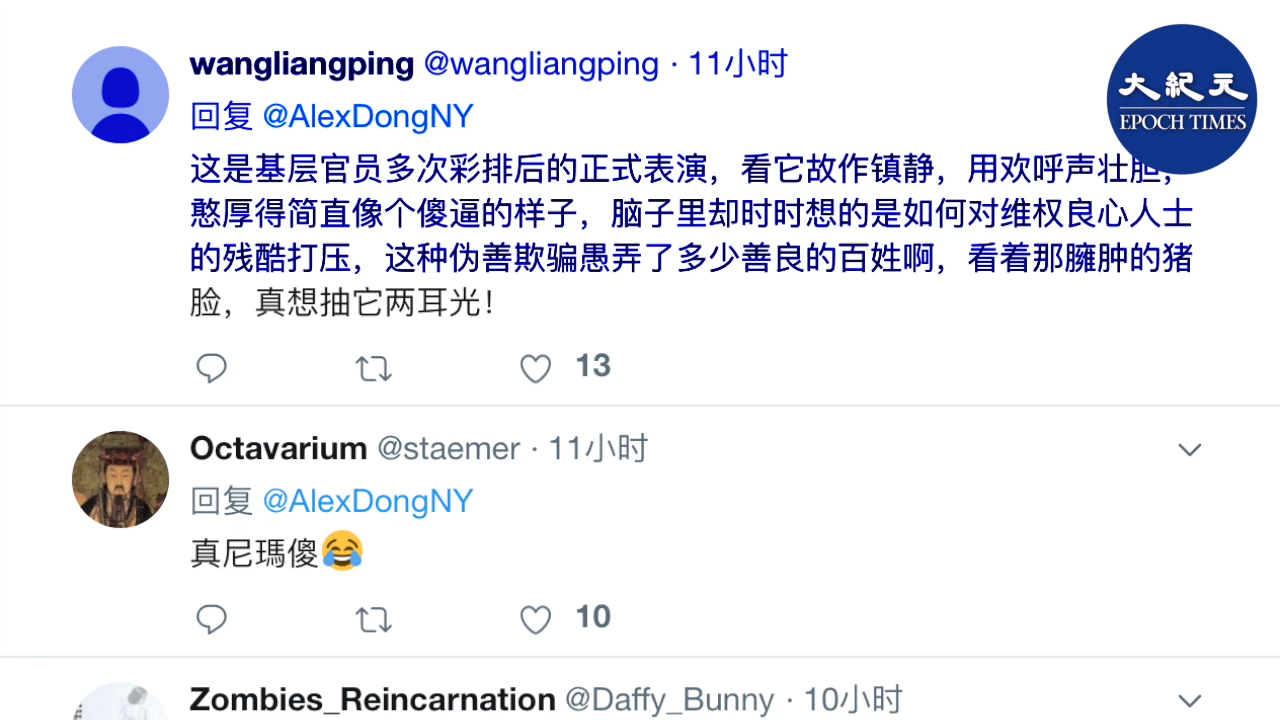 wangliangping @wangliangping · 11小时
大紀元
EPOCH TIMES
回复 @AlexDongNY
这是基层官员多次彩排后的正式表演，看它故作镇静，用欢呼声壮胆，
憨厚得简直像个傻逼的样子，脑子里却时时想的是如何对维权良心人士
的残酷打压，这种伪善欺骗愚弄了多少善良的百姓啊，看着那臃肿的猪
脸，真想抽它两耳光！
13
Octavarium @staemer · 11小时
回复 @AlexDongNY
真尼瑪傻😂
10
Zombies_Reincarnation @Daffy_Bunny · 10小时